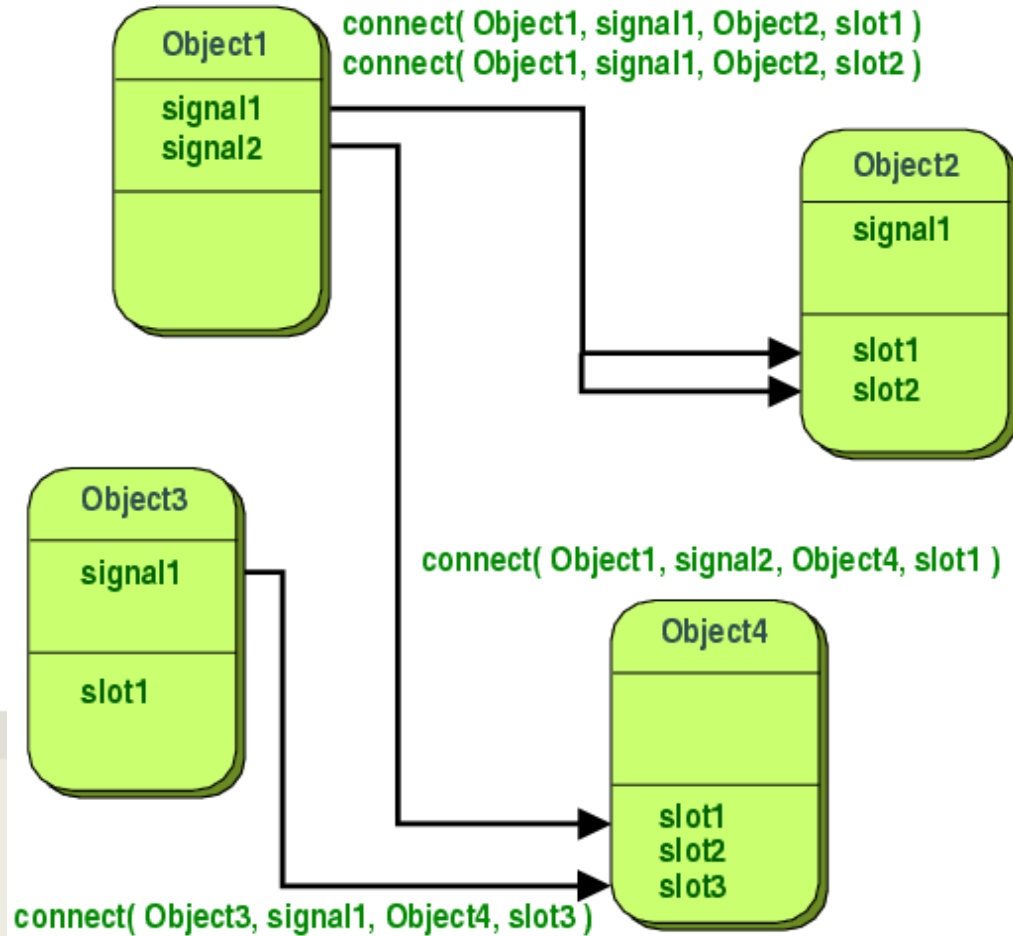 connect( Object1, signal1, Object2, slot1 )
connect( Object1, signal1, Object2, slot2 )
Object1
signal1
signal2
Object2
signal1
slot1
slot2
Object3
signal1
slot1
connect( Object1, signal2, Object4, slot1 )
Object4
slot1
slot2
slot3
connect( Object3, signal1, Object4, slot3 )